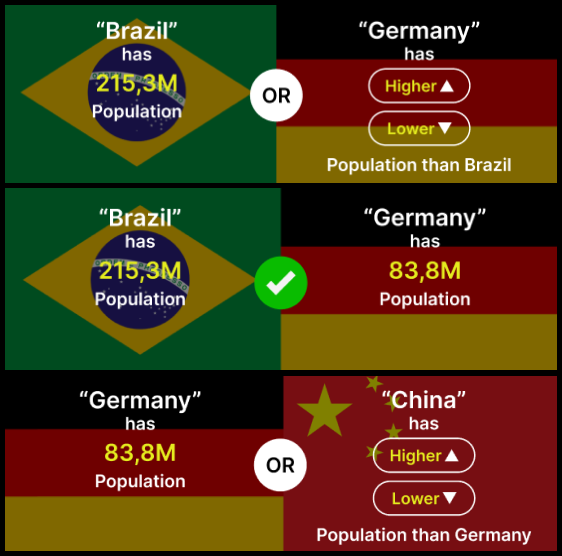 “Brazil”
has
215,3M
Population
OR
“Germany”
has
Higher▲
Lower▼
Population than Brazil
“Brazil”
has
215,3M
Population
“Germany”
has
83,8M
Population
“Germany”
has
83,8M
Population
OR
“China”
has
Higher▲
Lower▼
Population than Germany